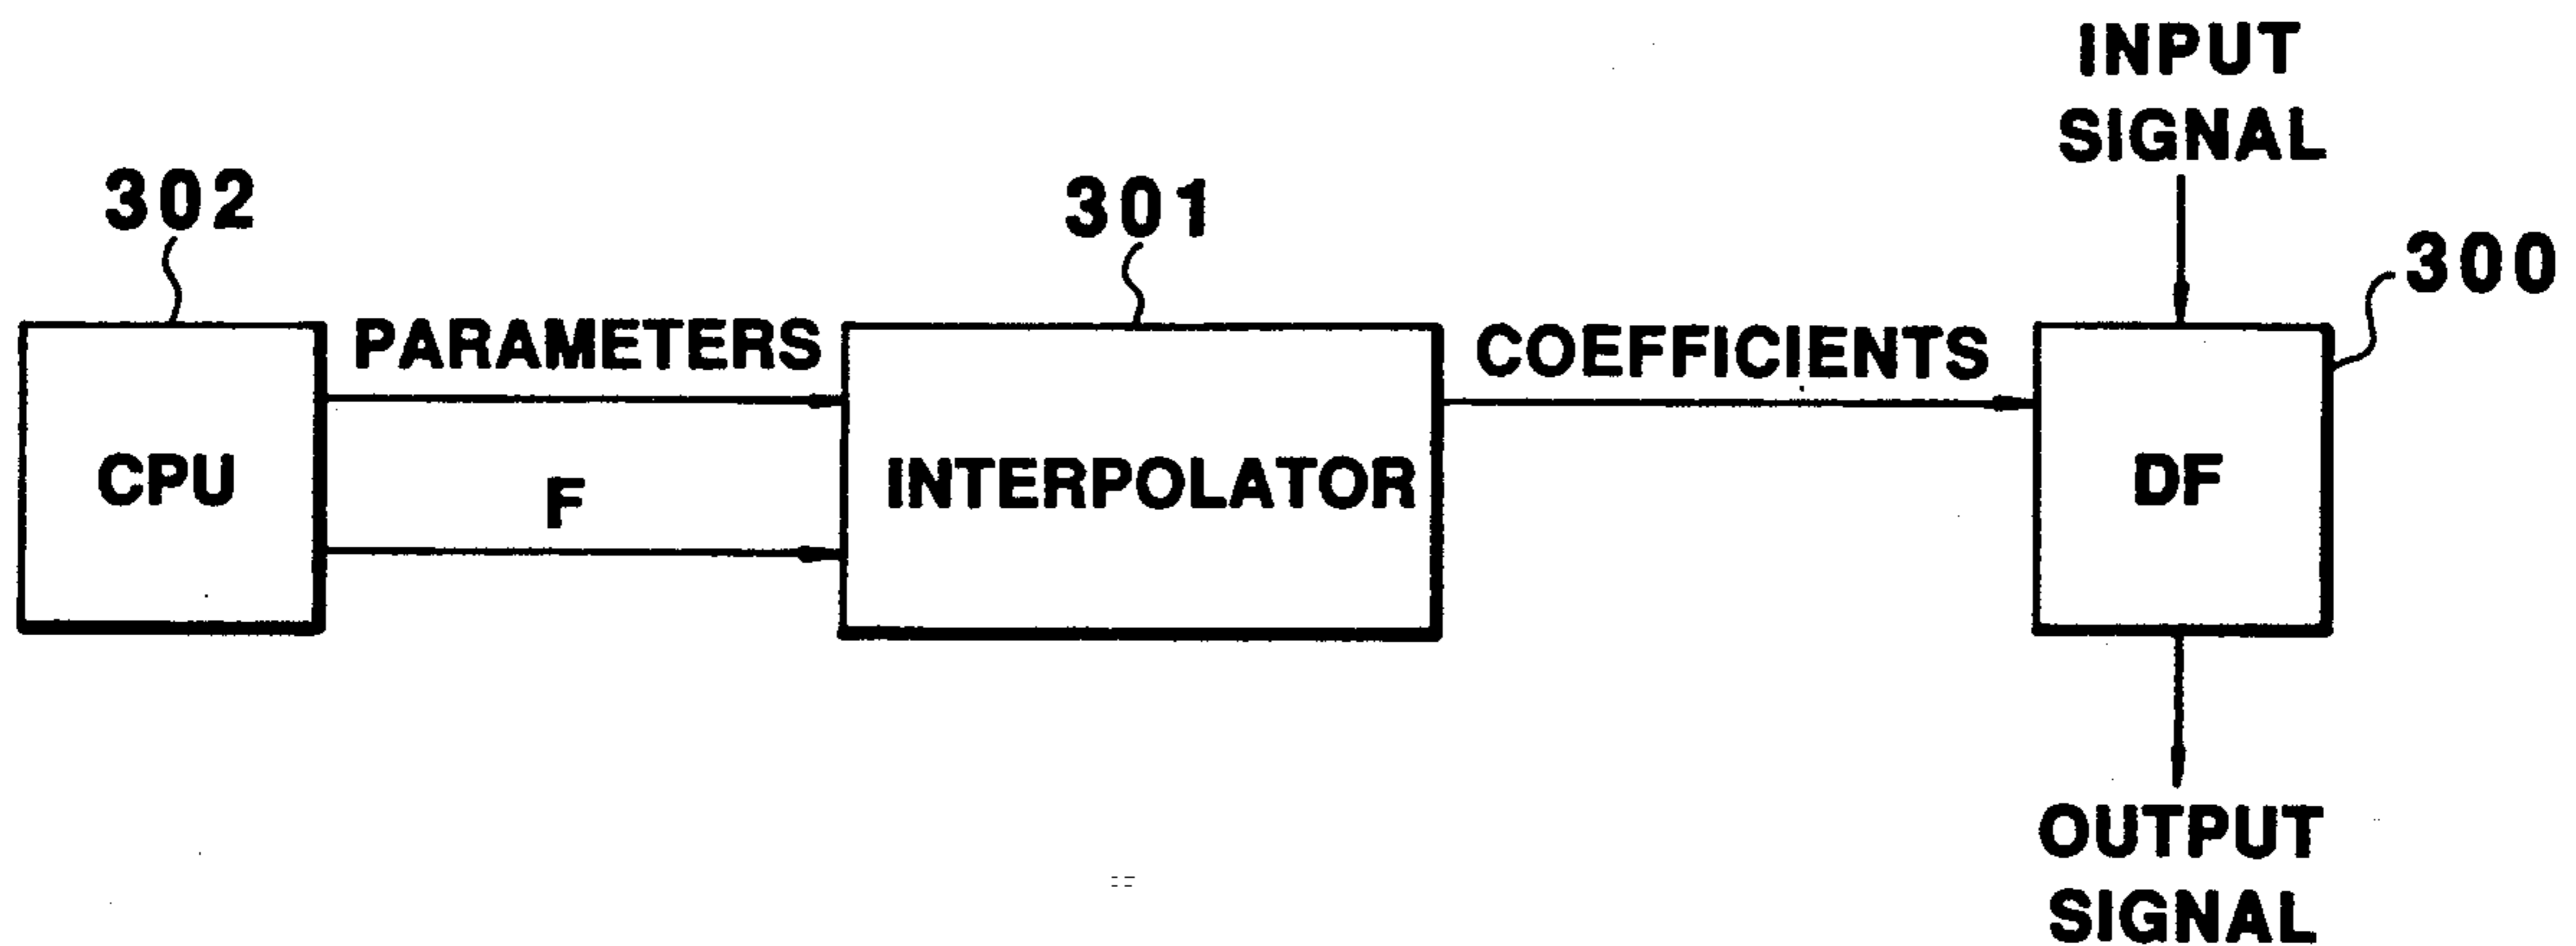 INPUT
SIGNAL
302
301
300
PARAMETERS
COEFFICIENTS
CPU
F
INTERPOLATOR
DF
OUTPUT
SIGNAL